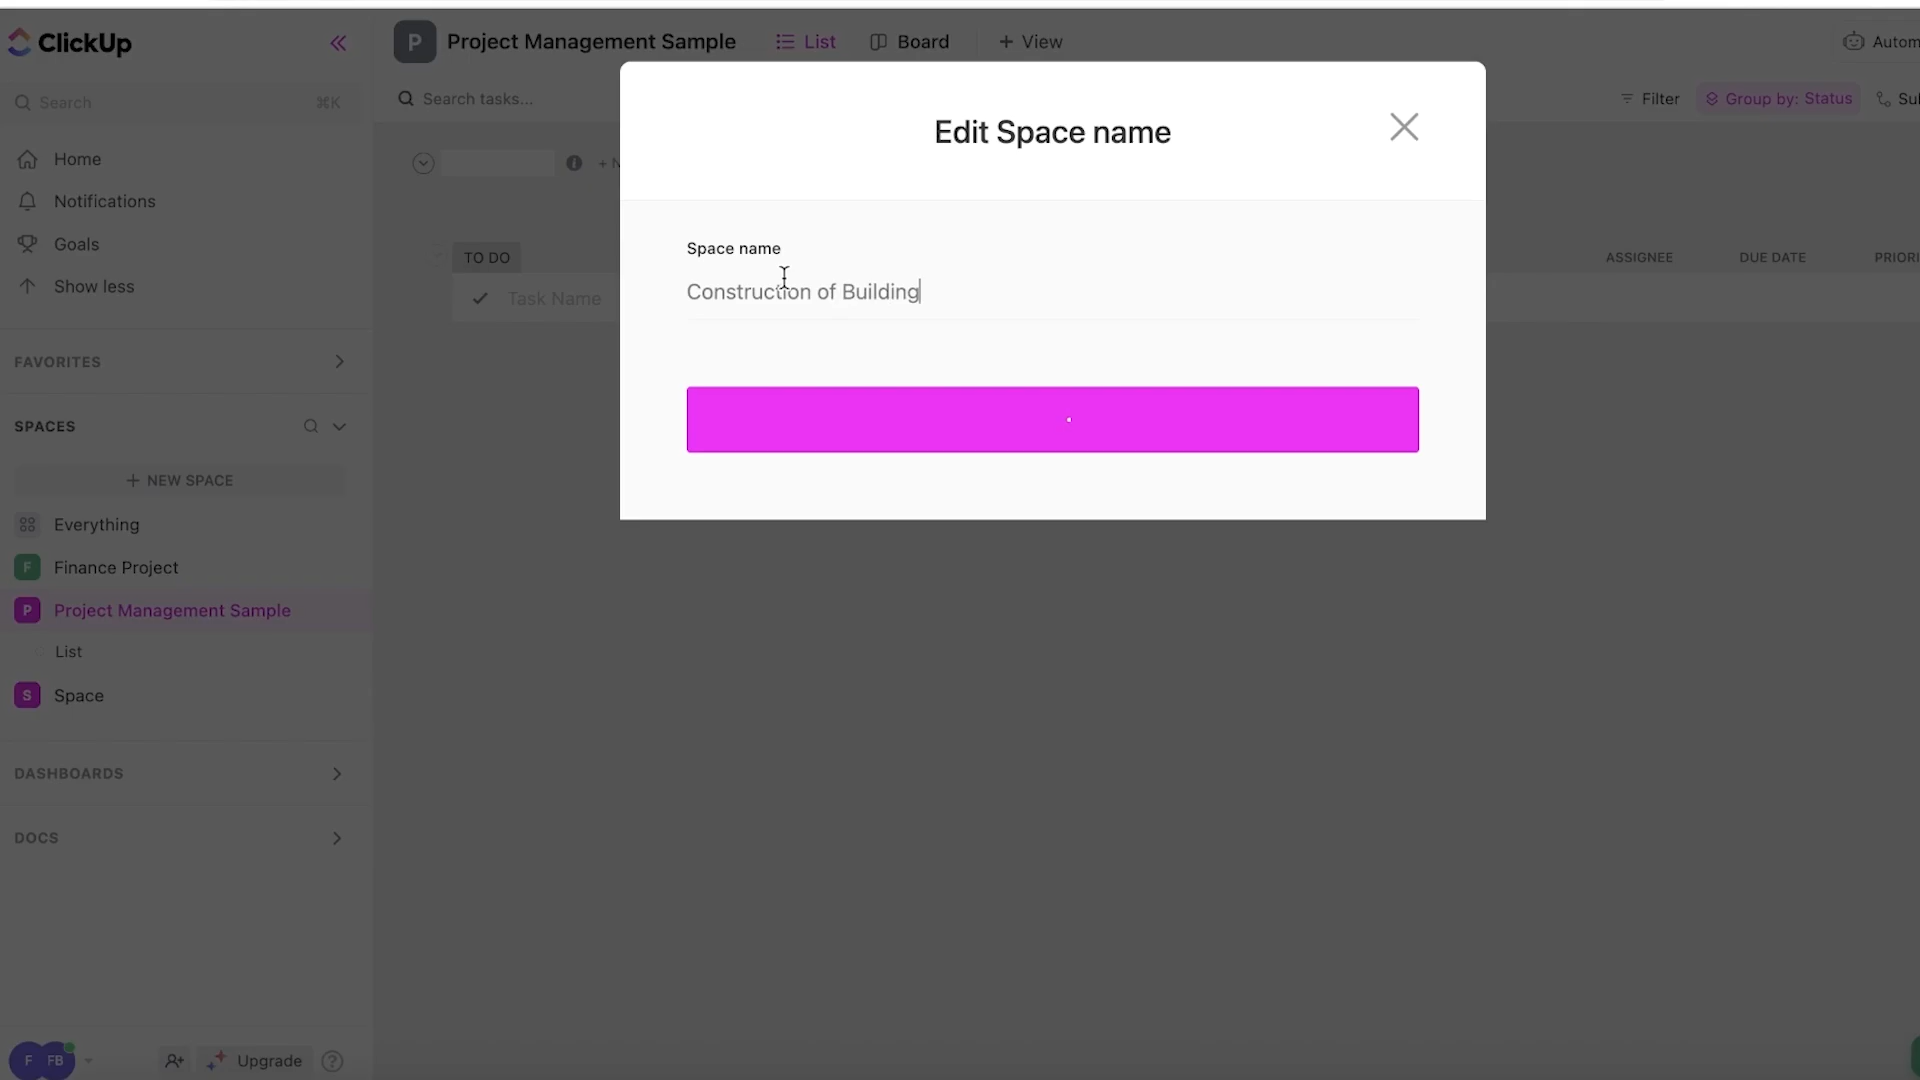 ClickUp
Search ⌘K
Home
Notifications
Goals
Show less
FAVORITES
SPACES
+ NEW SPACE
Everything
F Finance Project
P Project Management Sample
List
S Space
DASHBOARDS
DOCS
F FB
Upgrade ?
P Project Management Sample List Board + View
Autom
Search tasks...
Filter Group by: Status Sul
+ N
TO DO
ASSIGNEE DUE DATE PRIORI
Task Name
Edit Space name
Space name
Construction of Building